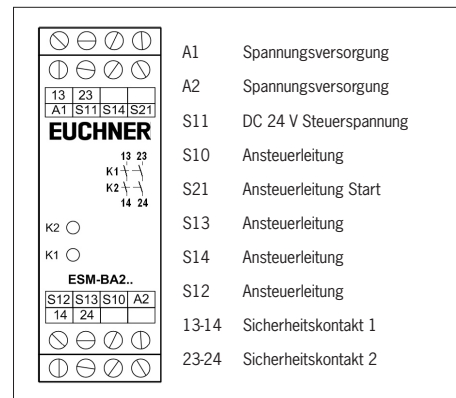 13 23
A1 S11 S14 S21
EUCHNER
13 23
K1
K2
14 24
K2
K1
ESM-BA2..
S12 S13 S10 A2
14 24
A1 Spannungsversorgung
A2 Spannungsversorgung
S11 DC 24 V Steuerspannung
S10 Ansteuerleitung
S21 Ansteuerleitung Start
S13 Ansteuerleitung
S14 Ansteuerleitung
S12 Ansteuerleitung
13-14 Sicherheitskontakt 1
23-24 Sicherheitskontakt 2